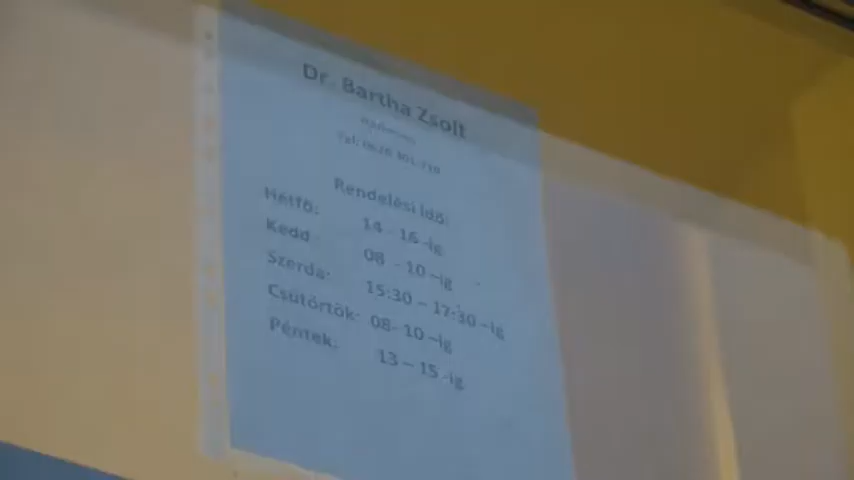 Dr. Bartha Zsolt
Rendelési Idő:
Hétfő: 14 - 16 -ig
Kedd 08 - 10 -ig
Szerda: 15:30 – 17:30 –ig
Csütörtök: 08- 10 –ig
Péntek: 13 – 15 -ig